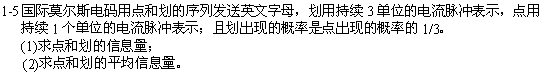 1-5 国际莫尔斯电码用点和划的序列发送英文字母，划用持续 3 单位的电流脉冲表示，点用
持续 1 个单位的电流脉冲表示；且划出现的概率是点出现的概率的 1/3。
(1)求点和划的信息量；
(2)求点和划的平均信息量。